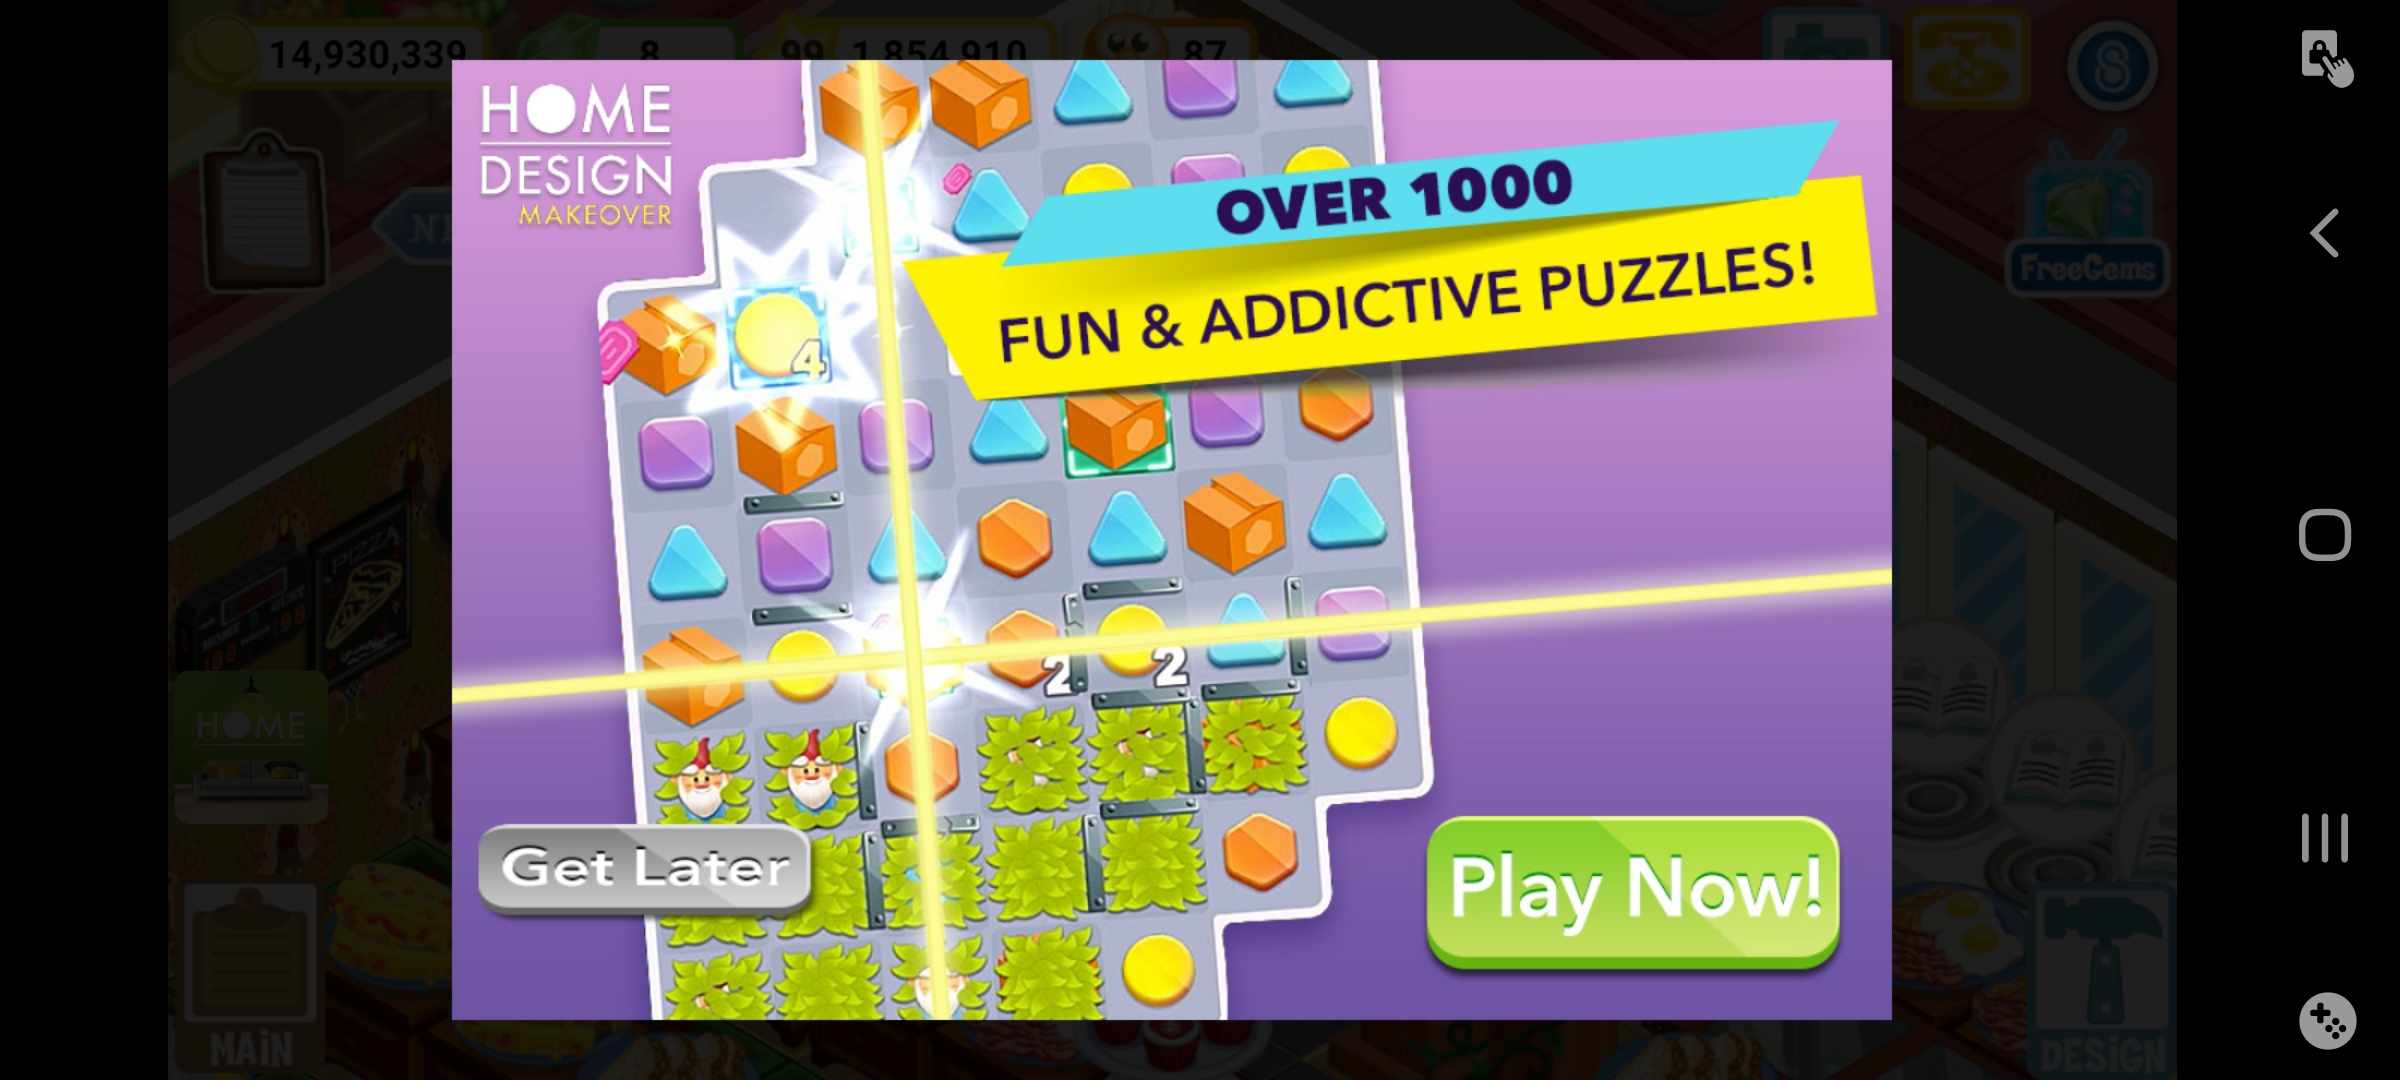 14,930,339
8
99
1,854,910
87
HOME
DESIGN
MAKEOVER
OVER 1000
FUN & ADDICTIVE PUZZLES!
FreeGems
4
PIZZA
2
2
HOME
Get Later
Play Now!
MAiN
DESiGN